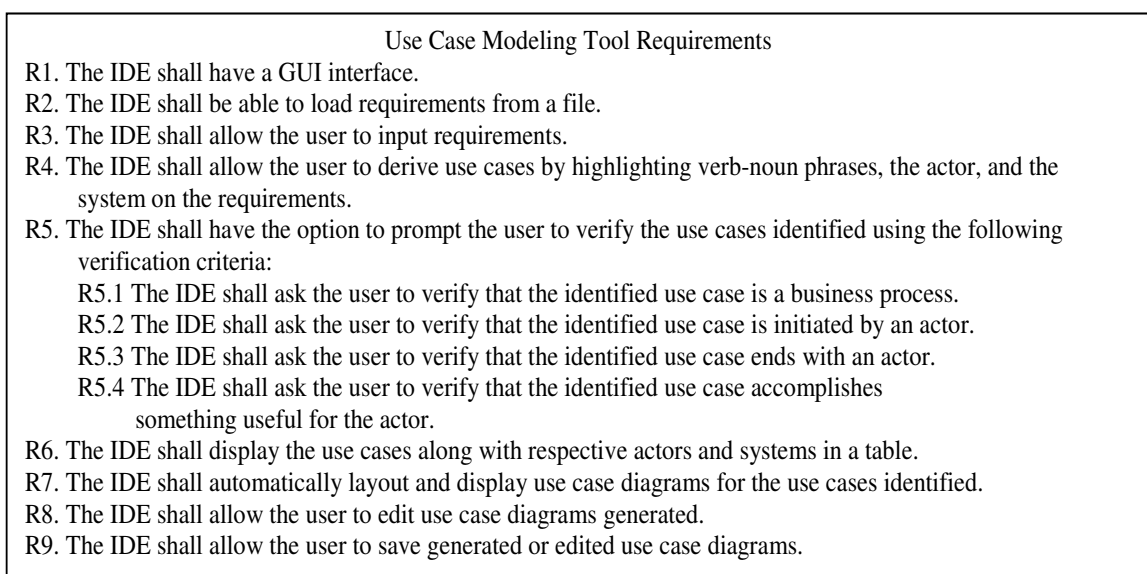 Use Case Modeling Tool Requirements
R1. The IDE shall have a GUI interface.
R2. The IDE shall be able to load requirements from a file.
R3. The IDE shall allow the user to input requirements.
R4. The IDE shall allow the user to derive use cases by highlighting verb-noun phrases, the actor, and the
system on the requirements.
R5. The IDE shall have the option to prompt the user to verify the use cases identified using the following
verification criteria:
R5.1 The IDE shall ask the user to verify that the identified use case is a business process.
R5.2 The IDE shall ask the user to verify that the identified use case is initiated by an actor.
R5.3 The IDE shall ask the user to verify that the identified use case ends with an actor.
R5.4 The IDE shall ask the user to verify that the identified use case accomplishes
something useful for the actor.
R6. The IDE shall display the use cases along with respective actors and systems in a table.
R7. The IDE shall automatically layout and display use case diagrams for the use cases identified.
R8. The IDE shall allow the user to edit use case diagrams generated.
R9. The IDE shall allow the user to save generated or edited use case diagrams.